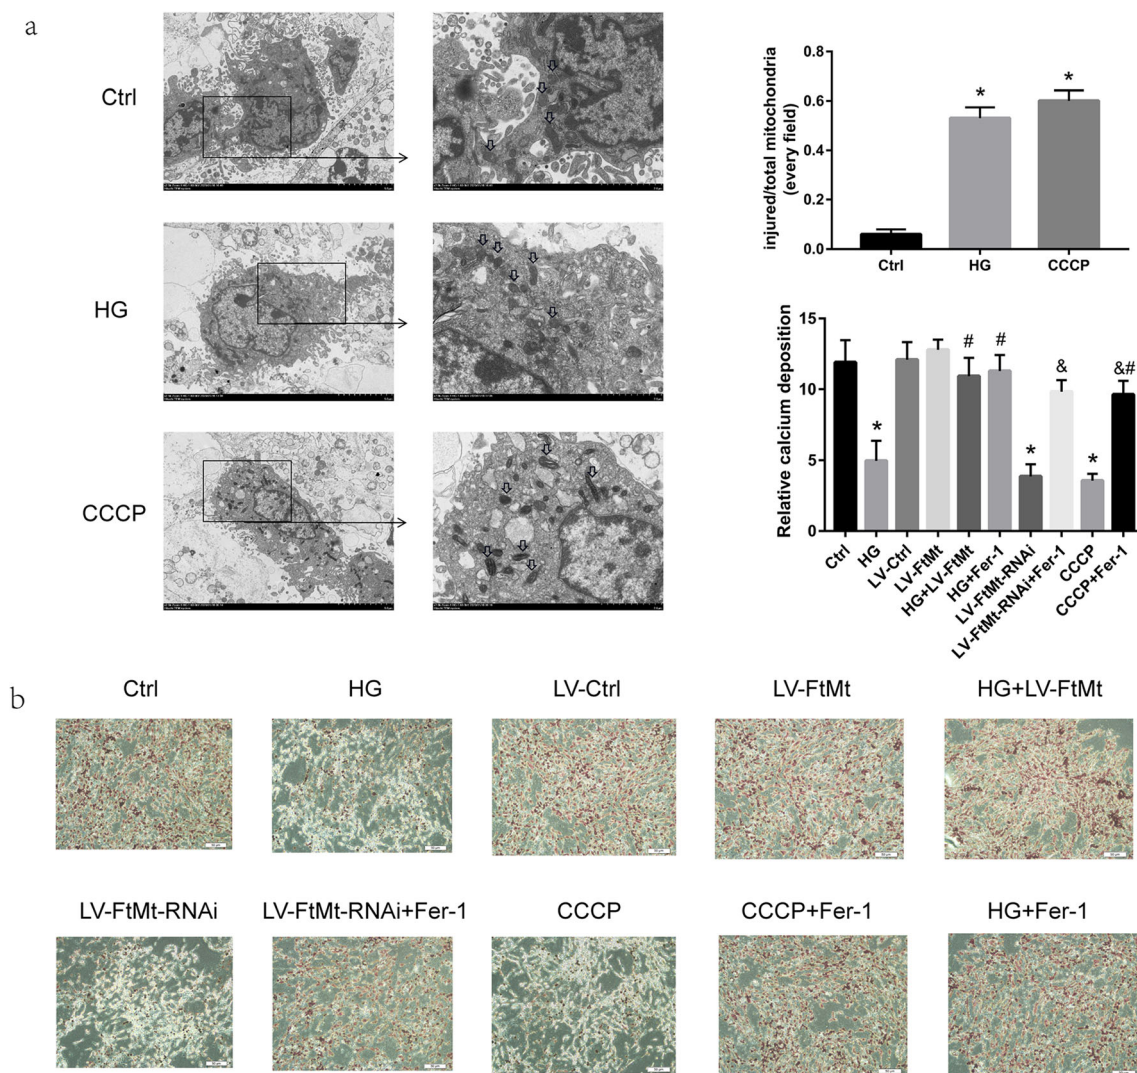 a
Ctrl
HG
CCCP
injured/total mitochondria
(every field)
0.8
0.6
0.4
0.2
0.0
*
*
Ctrl
HG
CCCP
Relative calcium deposition
15
10
5
0
*
#
#
*
&
*
&#
Ctrl
HG
LV-Ctrl
LV-FtMt
HG+LV-FtMt
HG+Fer-1
LV-FtMt-RNAi
LV-FtMt-RNAi+Fer-1
CCCP
CCCP+Fer-1
b
Ctrl
HG
LV-Ctrl
LV-FtMt
HG+LV-FtMt
LV-FtMt-RNAi
LV-FtMt-RNAi+Fer-1
CCCP
CCCP+Fer-1
HG+Fer-1